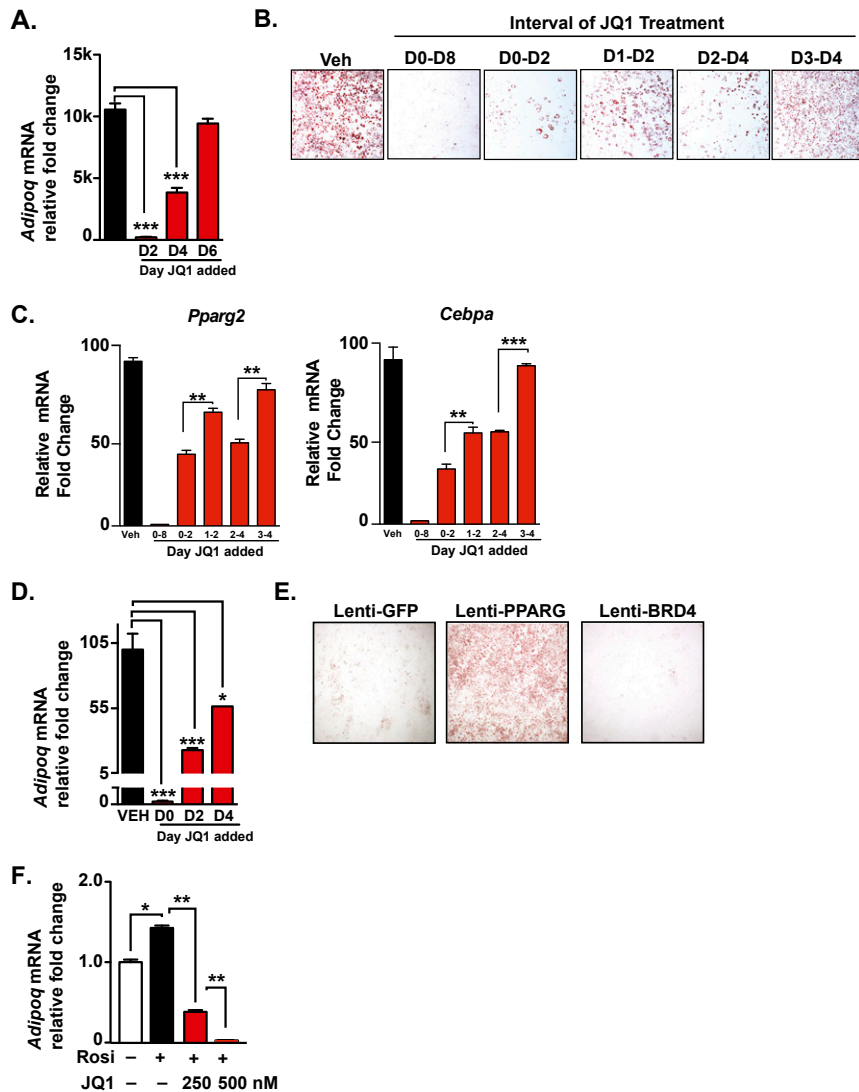 A.
15k
10k
5k
0
Adipoq mRNA
relative fold change
***
***
D2 D4 D6
Day JQ1 added
B.
Interval of JQ1 Treatment
Veh D0-D8 D0-D2 D1-D2 D2-D4 D3-D4
C.
Pparg2
100
50
0
Relative mRNA
Fold Change
**
**
Veh 0-8 0-2 1-2 2-4 3-4
Day JQ1 added
Cebpa
100
50
0
Relative mRNA
Fold Change
**
***
Veh 0-8 0-2 1-2 2-4 3-4
Day JQ1 added
D.
105
55
5
0
Adipoq mRNA
relative fold change
***
***
*
VEH D0 D2 D4
Day JQ1 added
E.
Lenti-GFP Lenti-PPARG Lenti-BRD4
F.
2.0
1.0
0
Adipoq mRNA
relative fold change
*
**
**
Rosi – + + +
JQ1 – – 250 500 nM